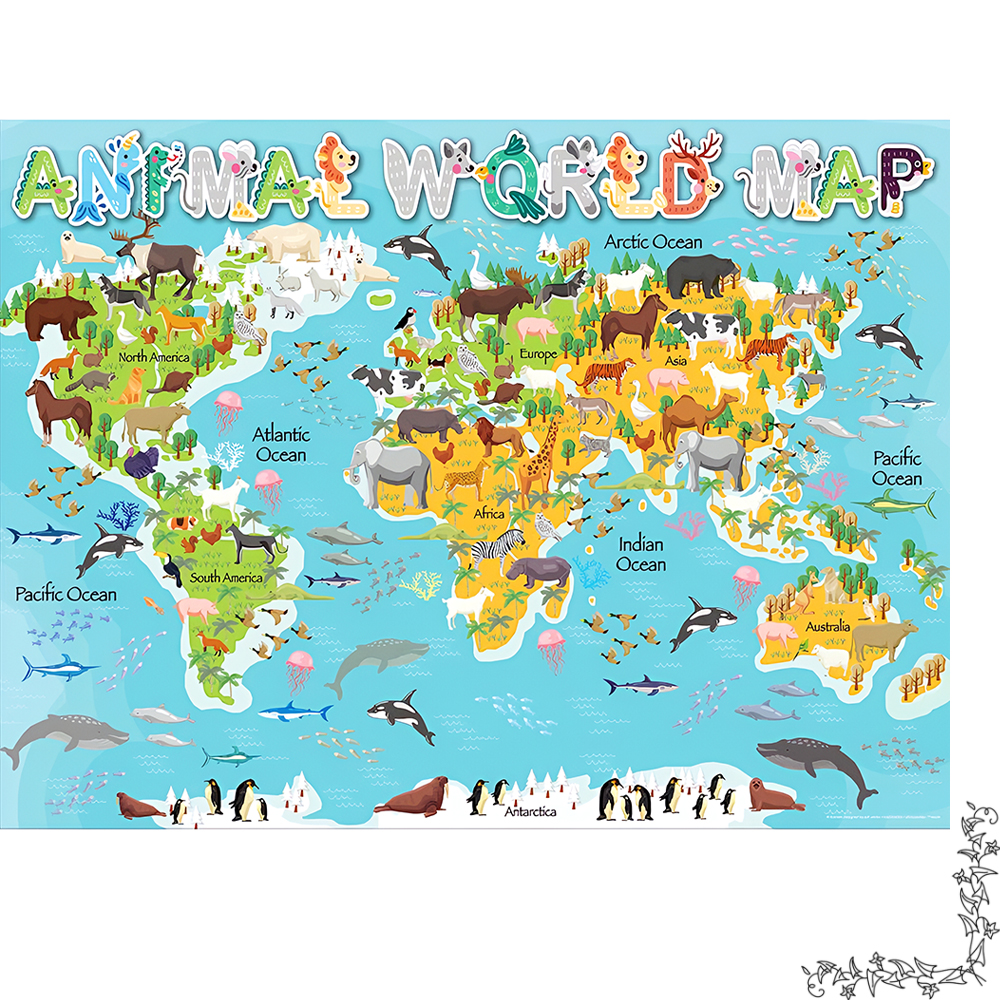 ANIMAL WORLD MAP
Arctic Ocean
North America
Europe
Asia
Atlantic
Ocean
Pacific
Ocean
Africa
Indian
Ocean
South America
Pacific Ocean
Australia
Antarctica